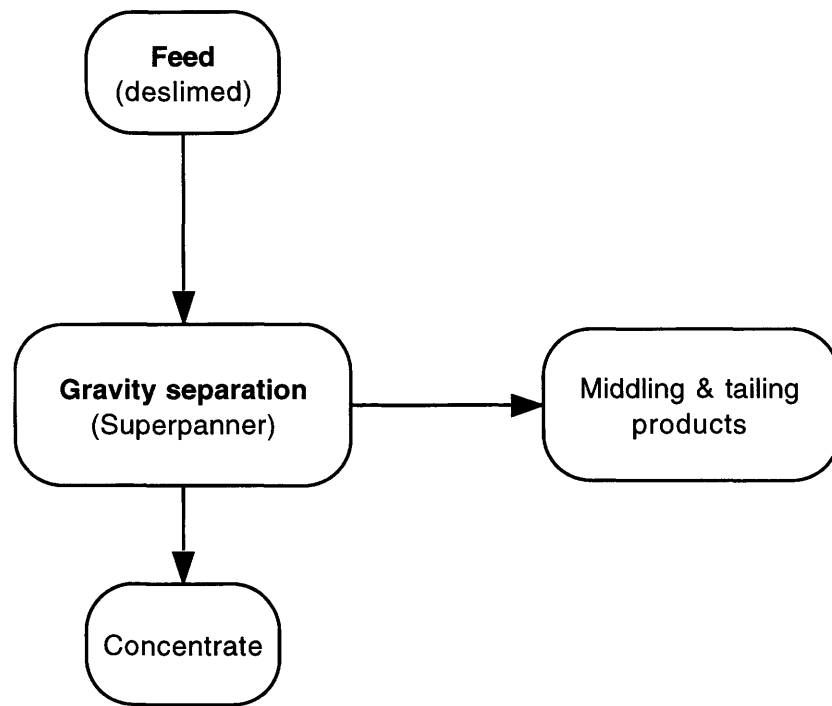 Feed
(deslimed)
Gravity separation
(Superpanner)
Middling & tailing
products
Concentrate